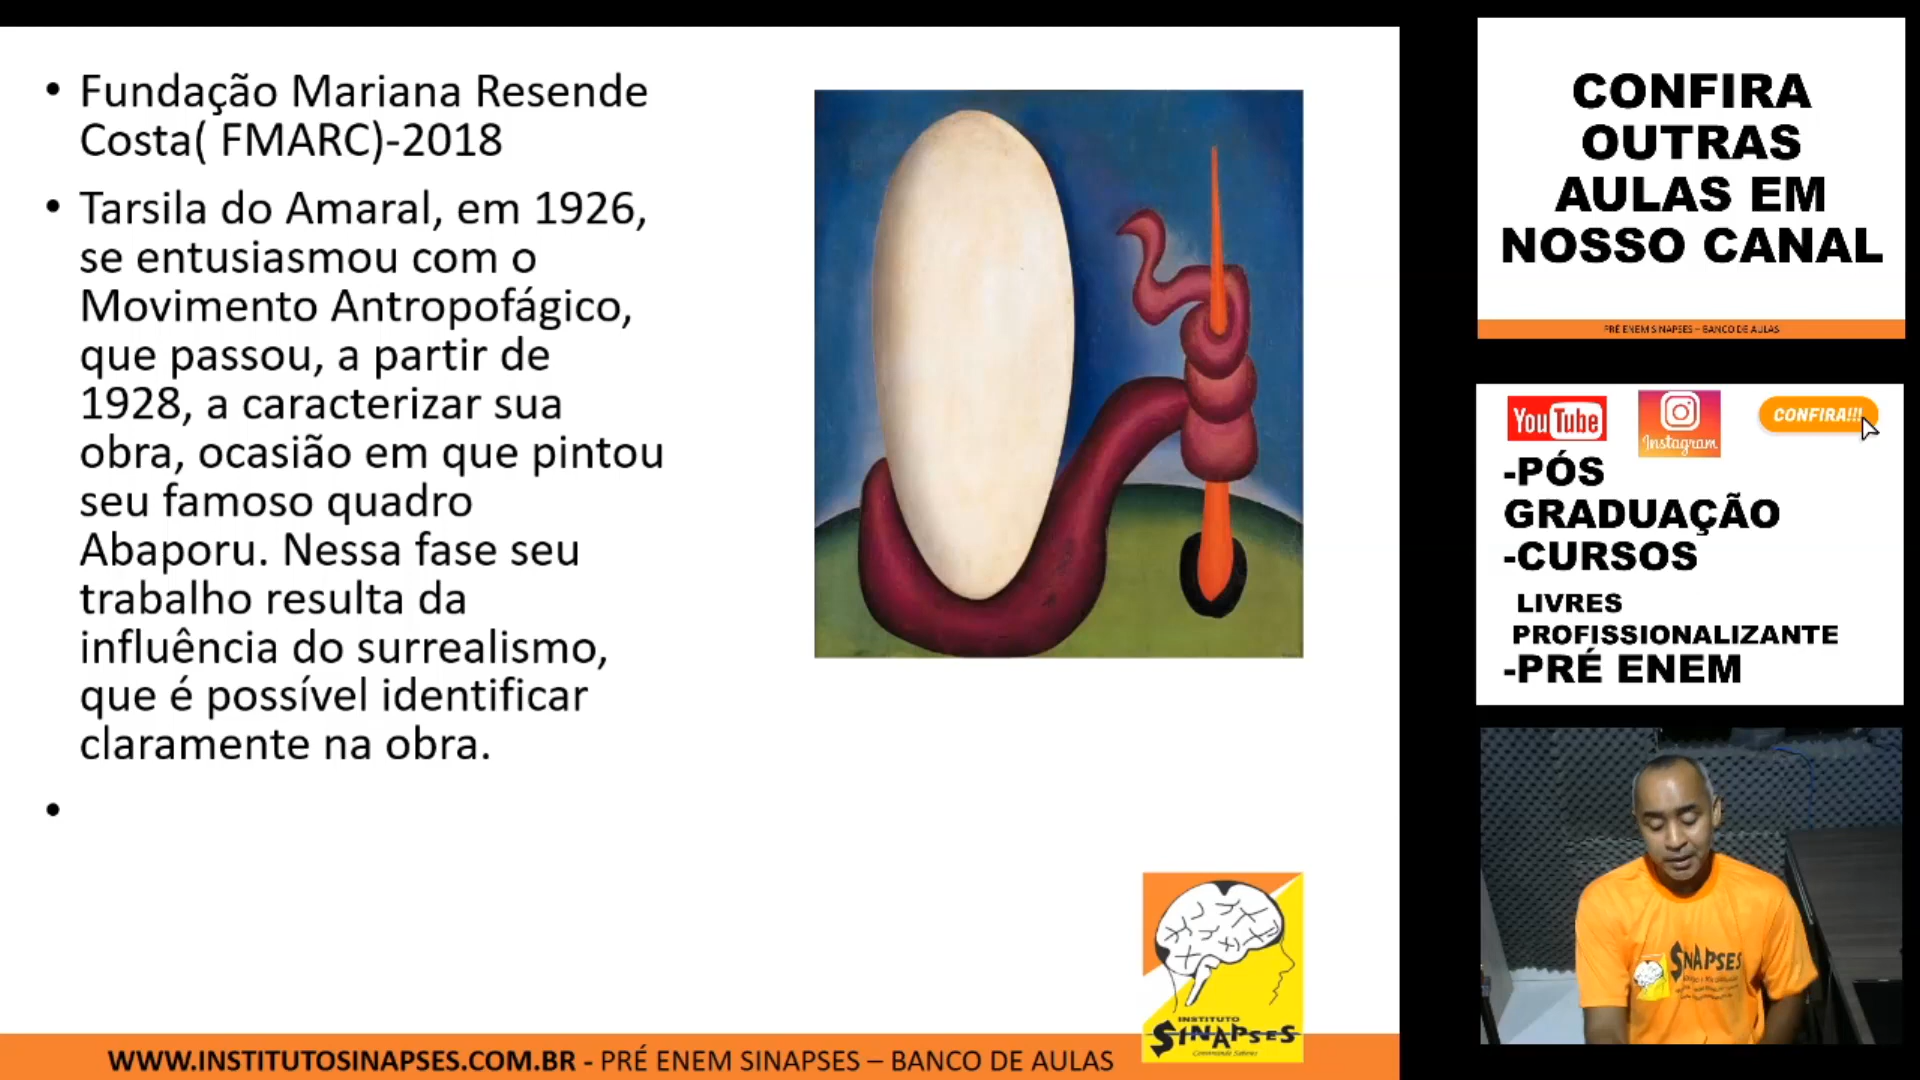 • Fundação Mariana Resende
Costa( FMARC)-2018
• Tarsila do Amaral, em 1926,
se entusiasmou com o
Movimento Antropofágico,
que passou, a partir de
1928, a caracterizar sua
obra, ocasião em que pintou
seu famoso quadro
Abaporu. Nessa fase seu
trabalho resulta da
influência do surrealismo,
que é possível identificar
claramente na obra.
•
INSTITUTO
SINAPSES
WWW.INSTITUTOSINAPSES.COM.BR - PRÉ ENEM SINAPSES – BANCO DE AULAS
CONFIRA
OUTRAS
AULAS EM
NOSSO CANAL
PRÉ ENEM SINAPSES – BANCO DE AULAS
YouTube
Instagram
CONFIRA!!!
-PÓS
GRADUAÇÃO
-CURSOS
LIVRES
PROFISSIONALIZANTE
-PRÉ ENEM
SINAPSES